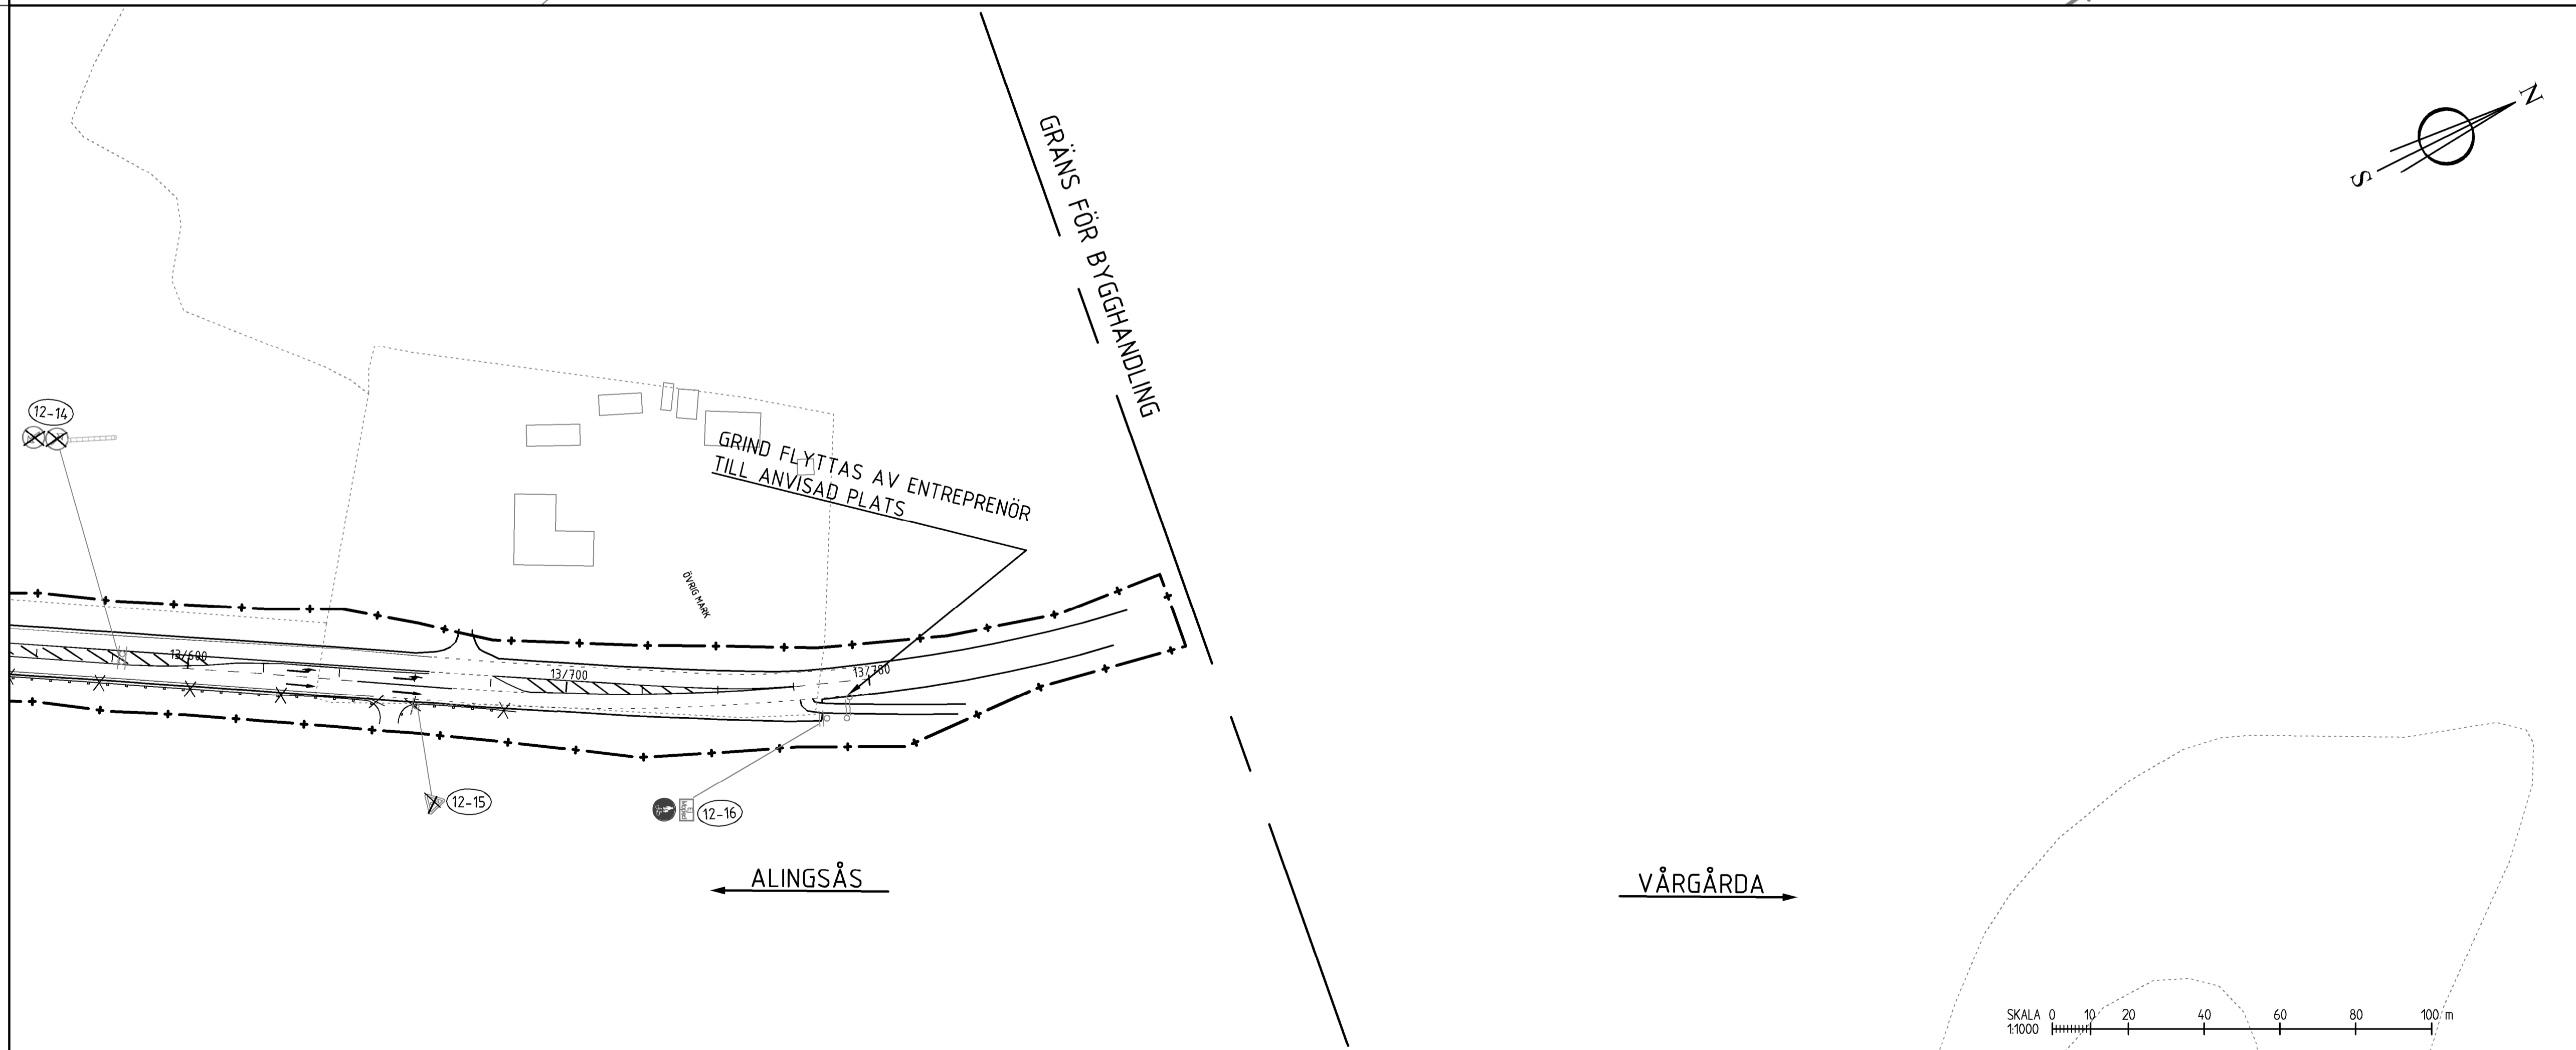 N
S
GRÄNS FÖR BYGGHANDLING
12-14
GRIND FLYTTAS AV ENTREPRENÖR
TILL ANVISAD PLATS
ÖVRIG MARK
13/600
13/700
13/780
12-15
12-16
ALINGSÅS
VÅRGÅRDA
SKALA 0 10 20 40 60 80 100 m
1:1000